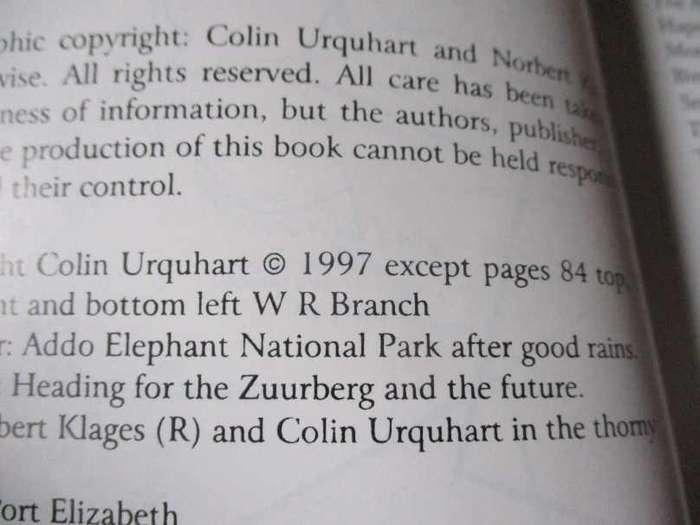 phic copyright: Colin Urquhart and Norbert
wise. All rights reserved. All care has been take
ness of information, but the authors, publisher
e production of this book cannot be held respon
their control.
ht Colin Urquhart © 1997 except pages 84 top,
nt and bottom left W R Branch
r: Addo Elephant National Park after good rains.
Heading for the Zuurberg and the future.
bert Klages (R) and Colin Urquhart in the thorny
ort Elizabeth